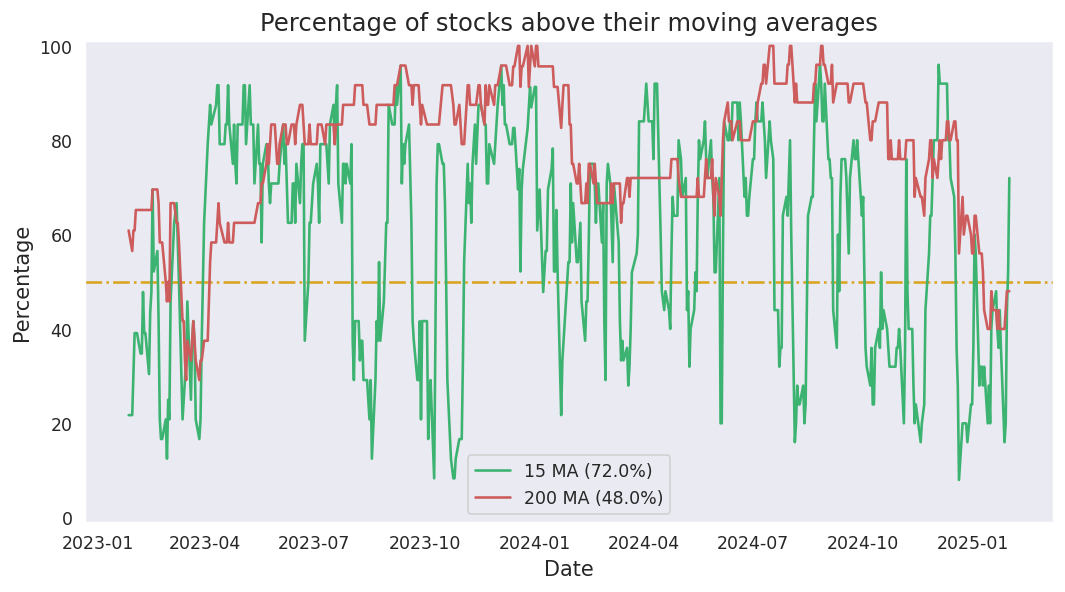 Percentage of stocks above their moving averages
Percentage
100
80
60
40
20
0
15 MA (72.0%)
200 MA (48.0%)
2023-01 2023-04 2023-07 2023-10 2024-01 2024-04 2024-07 2024-10 2025-01
Date